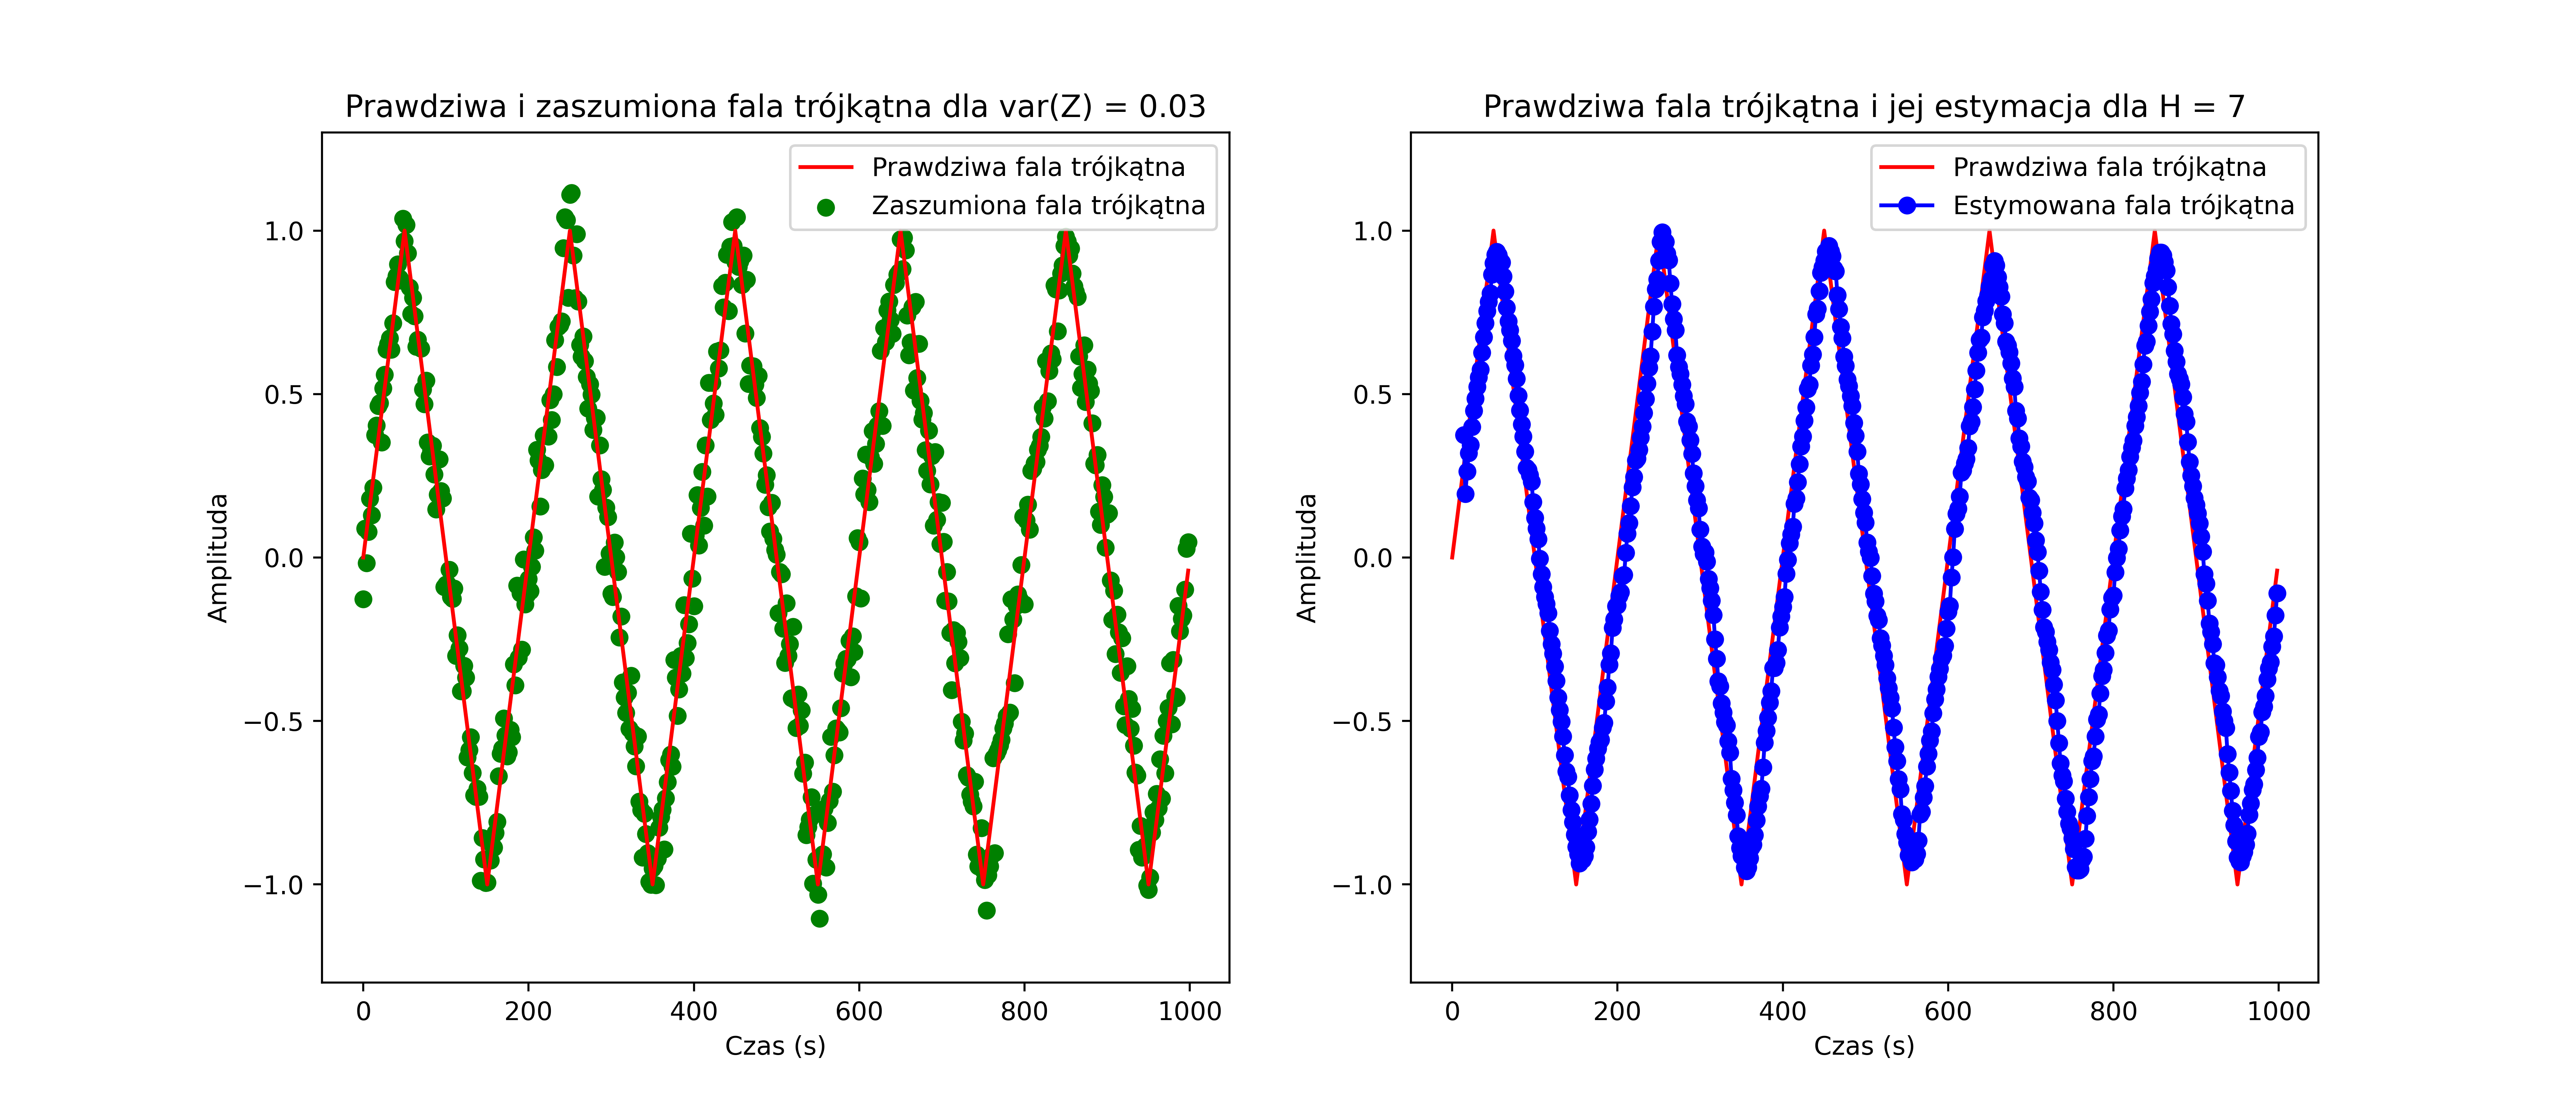 Prawdziwa i zaszumiona fala trójkątna dla var(Z) = 0.03
Prawdziwa fala trójkątna
Zaszumiona fala trójkątna
1.0
0.5
0.0
−0.5
−1.0
Amplituda
0 200 400 600 800 1000
Czas (s)
Prawdziwa fala trójkątna i jej estymacja dla H = 7
Prawdziwa fala trójkątna
Estymowana fala trójkątna
1.0
0.5
0.0
−0.5
−1.0
Amplituda
0 200 400 600 800 1000
Czas (s)